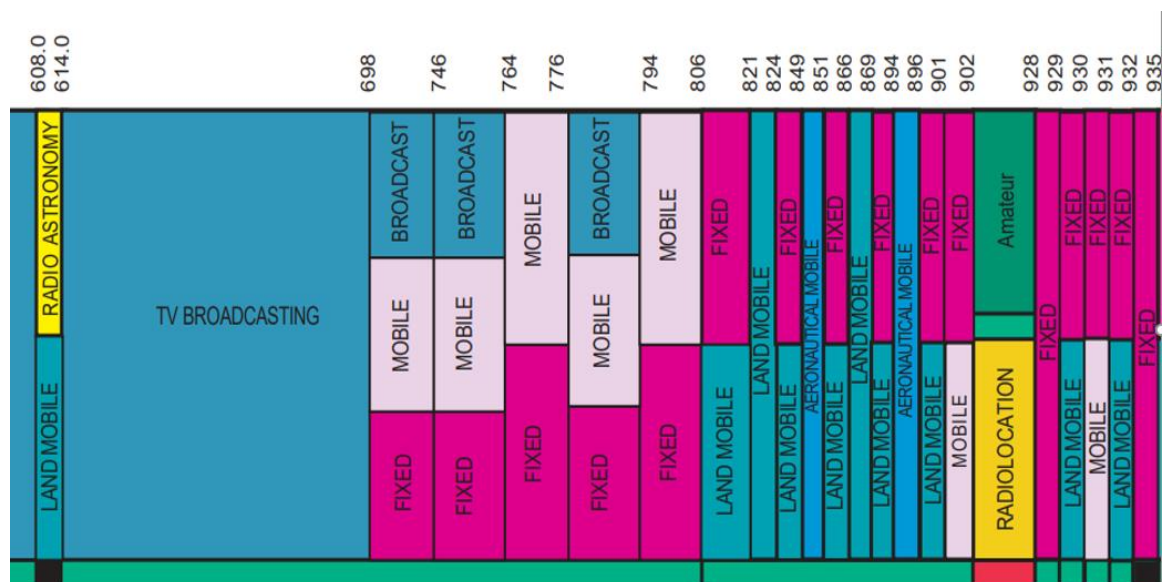 608.0
614.0
698
746
764
776
794
806
821
824
849
851
866
869
894
896
901
902
928
929
930
931
932
935
RADIO ASTRONOMY
LAND MOBILE
TV BROADCASTING
BROADCAST
MOBILE
FIXED
BROADCAST
MOBILE
FIXED
MOBILE
FIXED
BROADCAST
MOBILE
FIXED
MOBILE
FIXED
FIXED
LAND MOBILE
LAND MOBILE
FIXED
LAND MOBILE
AERONAUTICAL MOBILE
FIXED
LAND MOBILE
LAND MOBILE
FIXED
LAND MOBILE
AERONAUTICAL MOBILE
FIXED
LAND MOBILE
FIXED
MOBILE
Amateur
RADIOLOCATION
FIXED
FIXED
LAND MOBILE
FIXED
MOBILE
FIXED
LAND MOBILE
FIXED